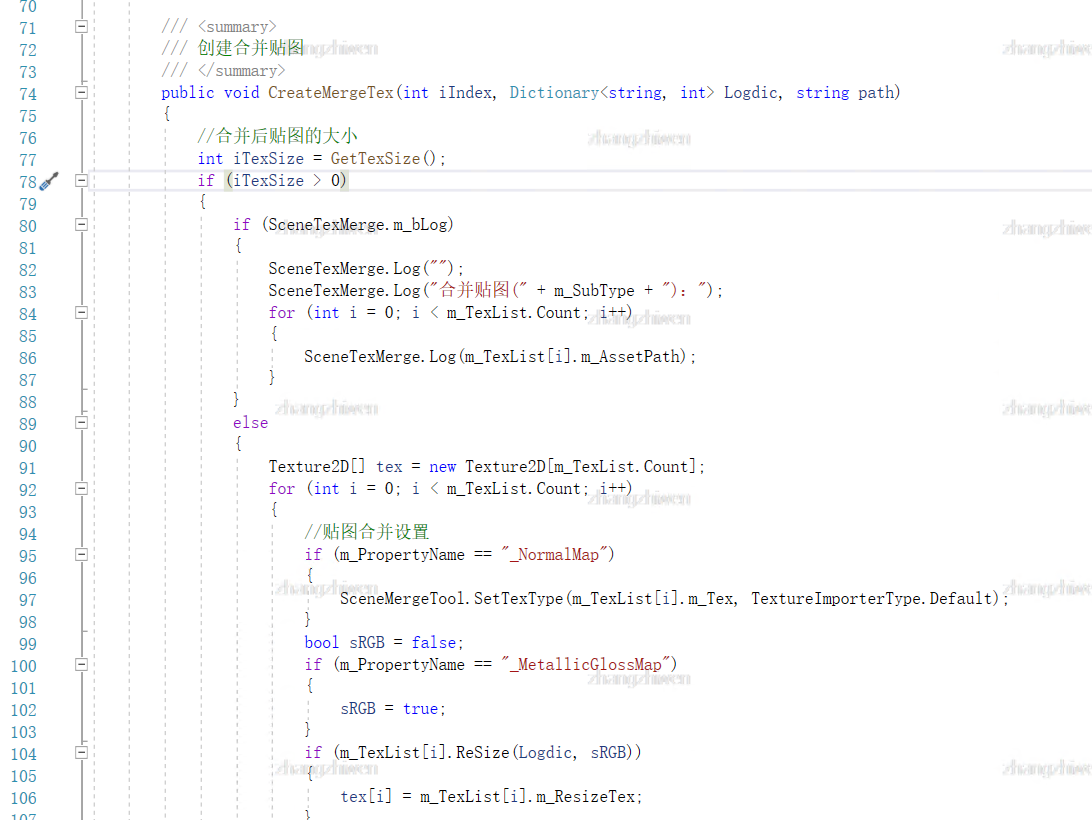 70
71 /// <summary>
72 /// 创建合并贴图
73 /// </summary>
74 public void CreateMergeTex(int iIndex, Dictionary<string, int> Logdic, string path)
75 {
76 //合并后贴图的大小
77 int iTexSize = GetTexSize();
78 if (iTexSize > 0)
79 {
80 if (SceneTexMerge.m_bLog)
81 {
82 SceneTexMerge.Log("");
83 SceneTexMerge.Log("合并贴图(" + m_SubType + "): ");
84 for (int i = 0; i < m_TexList.Count; i++)
85 {
86 SceneTexMerge.Log(m_TexList[i].m_AssetPath);
87 }
88 }
89 else
90 {
91 Texture2D[] tex = new Texture2D[m_TexList.Count];
92 for (int i = 0; i < m_TexList.Count; i++)
93 {
94 //贴图合并设置
95 if (m_PropertyName == "_NormalMap")
96 {
97 SceneMergeTool.SetTexType(m_TexList[i].m_Tex, TextureImporterType.Default);
98 }
99 bool sRGB = false;
100 if (m_PropertyName == "_MetallicGlossMap")
101 {
102 sRGB = true;
103 }
104 if (m_TexList[i].ReSize(Logdic, sRGB))
105 {
106 tex[i] = m_TexList[i].m_ResizeTex;
107 }